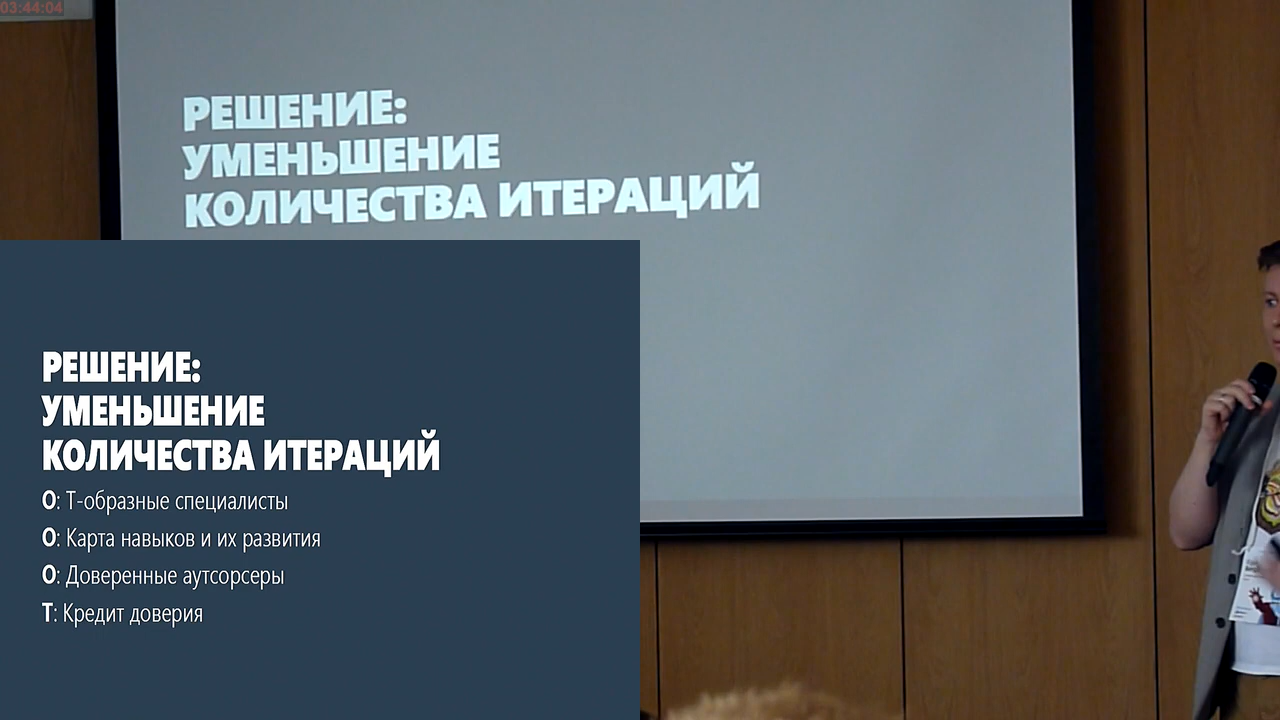 03:44:04
РЕШЕНИЕ:
УМЕНЬШЕНИЕ
КОЛИЧЕСТВА ИТЕРАЦИЙ
РЕШЕНИЕ:
УМЕНЬШЕНИЕ
КОЛИЧЕСТВА ИТЕРАЦИЙ
О: Т-образные специалисты
О: Карта навыков и их развития
О: Доверенные аутсорсеры
Т: Кредит доверия